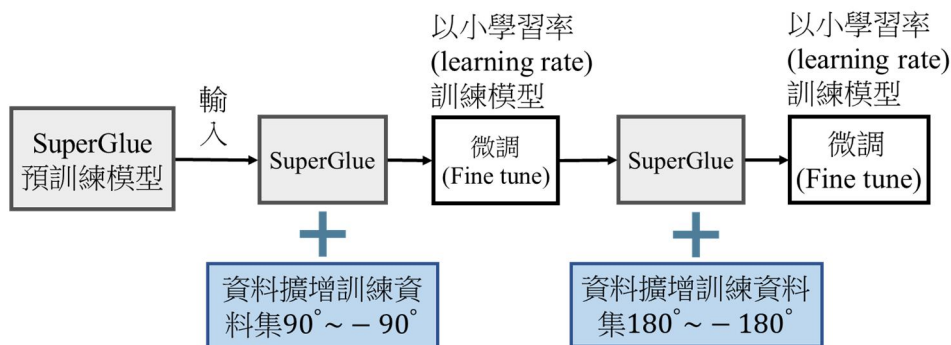 以小學習率
(learning rate)
訓練模型
以小學習率
(learning rate)
訓練模型
輸
入
SuperGlue
預訓練模型
SuperGlue
微調
(Fine tune)
SuperGlue
微調
(Fine tune)
資料擴增訓練資
料集90°~ − 90°
資料擴增訓練資料
集180°~ − 180°